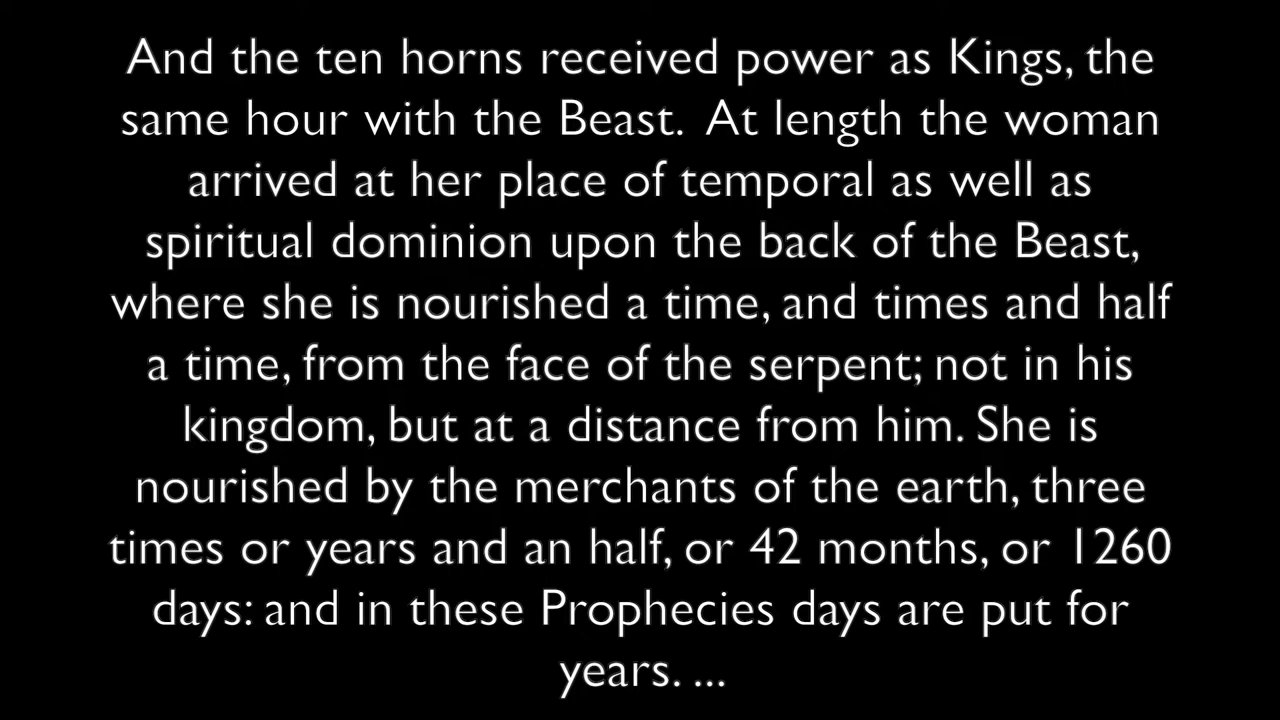 And the ten horns received power as Kings, the
same hour with the Beast. At length the woman
arrived at her place of temporal as well as
spiritual dominion upon the back of the Beast,
where she is nourished a time, and times and half
a time, from the face of the serpent; not in his
kingdom, but at a distance from him. She is
nourished by the merchants of the earth, three
times or years and an half, or 42 months, or 1260
days: and in these Prophecies days are put for
years. ...